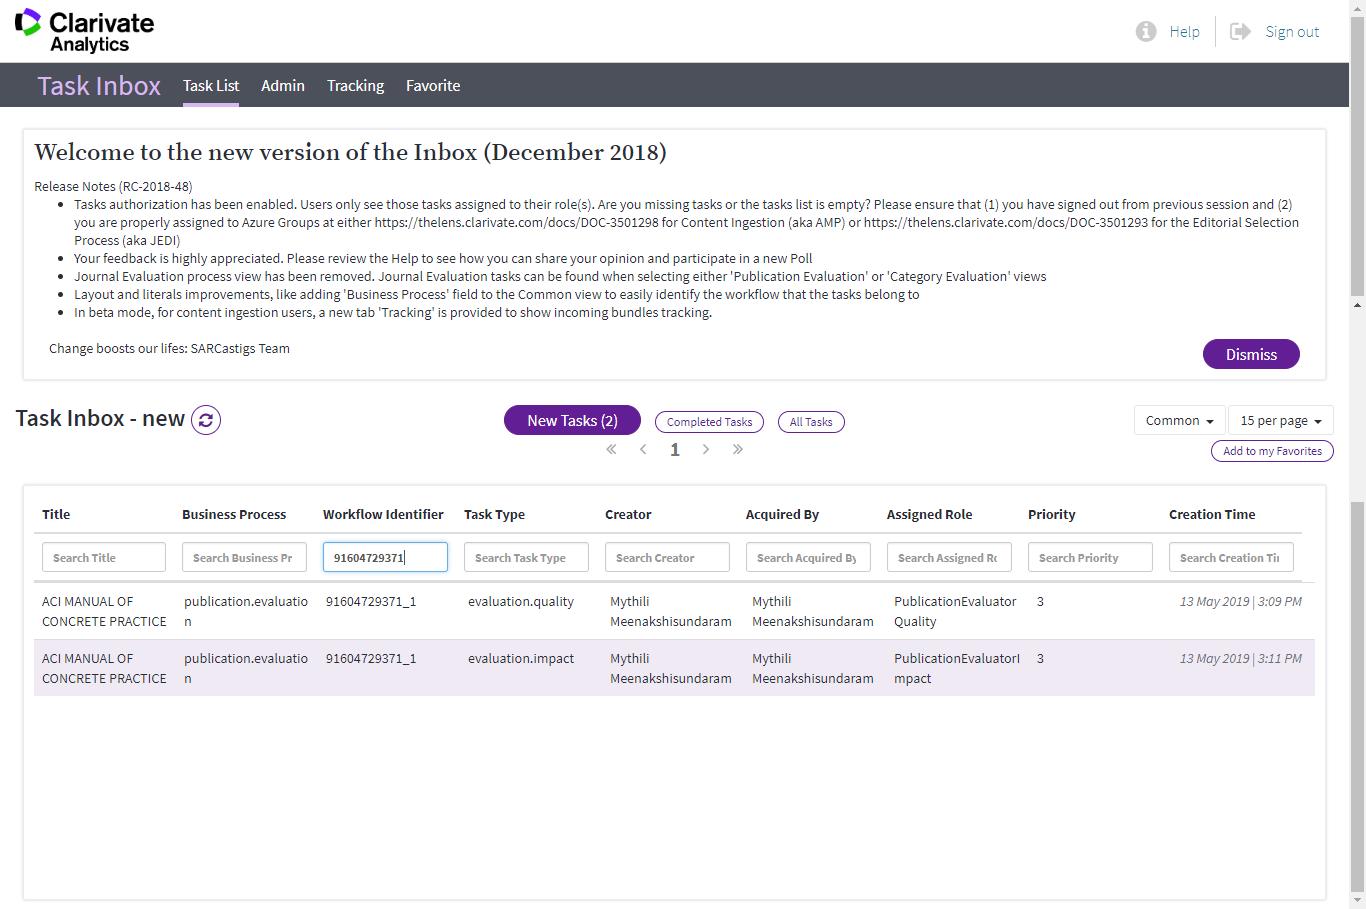 Clarivate
Analytics
Help
Sign out
Task Inbox Task List Admin Tracking Favorite
Welcome to the new version of the Inbox (December 2018)
Release Notes (RC-2018-48)
• Tasks authorization has been enabled. Users only see those tasks assigned to their role(s). Are you missing tasks or the tasks list is empty? Please ensure that (1) you have signed out from previous session and (2)
you are properly assigned to Azure Groups at either https://thelens.clarivate.com/docs/DOC-3501298 for Content Ingestion (aka AMP) or https://thelens.clarivate.com/docs/DOC-3501293 for the Editorial Selection
Process (aka JEDI)
• Your feedback is highly appreciated. Please review the Help to see how you can share your opinion and participate in a new Poll
• Journal Evaluation process view has been removed. Journal Evaluation tasks can be found when selecting either 'Publication Evaluation' or 'Category Evaluation' views
• Layout and literals improvements, like adding 'Business Process' field to the Common view to easily identify the workflow that the tasks belong to
• In beta mode, for content ingestion users, a new tab 'Tracking' is provided to show incoming bundles tracking.
Change boosts our lifes: SARCastigs Team
Dismiss
Task Inbox - new
New Tasks (2) Completed Tasks All Tasks
Common 15 per page
« ‹ 1 › »
Add to my Favorites
Title Business Process Workflow Identifier Task Type Creator Acquired By Assigned Role Priority Creation Time
Search Title Search Business Pr 91604729371 Search Task Type Search Creator Search Acquired By Search Assigned Ro Search Priority Search Creation Tim
ACI MANUAL OF publication.evaluatio 91604729371_1 evaluation.quality Mythili Mythili PublicationEvaluator 3 13 May 2019 | 3:09 PM
CONCRETE PRACTICE n Meenakshisundaram Meenakshisundaram Quality
ACI MANUAL OF publication.evaluatio 91604729371_1 evaluation.impact Mythili Mythili PublicationEvaluatorI 3 13 May 2019 | 3:11 PM
CONCRETE PRACTICE n Meenakshisundaram Meenakshisundaram mpact